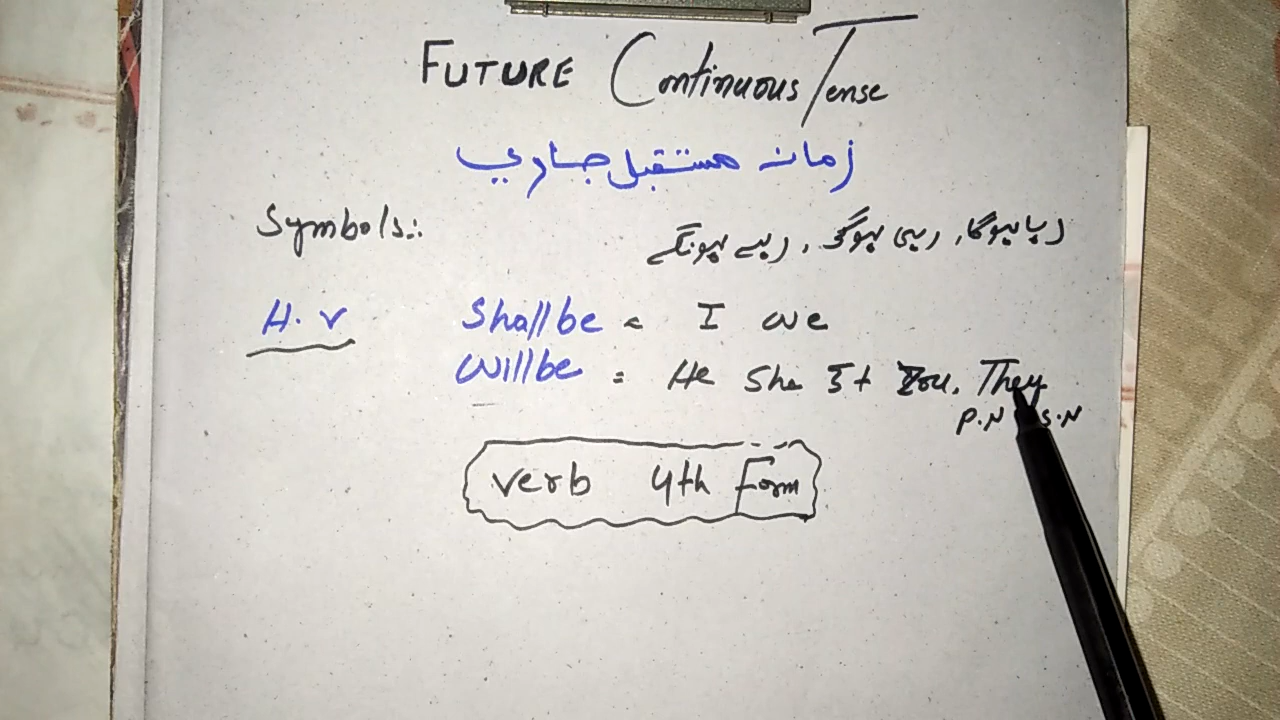 FUTURE Continuous Tense
زمانہ مستقبل جاري
Symbols:. رہا ہوگا، رہی ہوگی، رہے ہونگے
H.V Shall be = I we
Will be = He She It You. They
P.N S.N
verb 4th Form